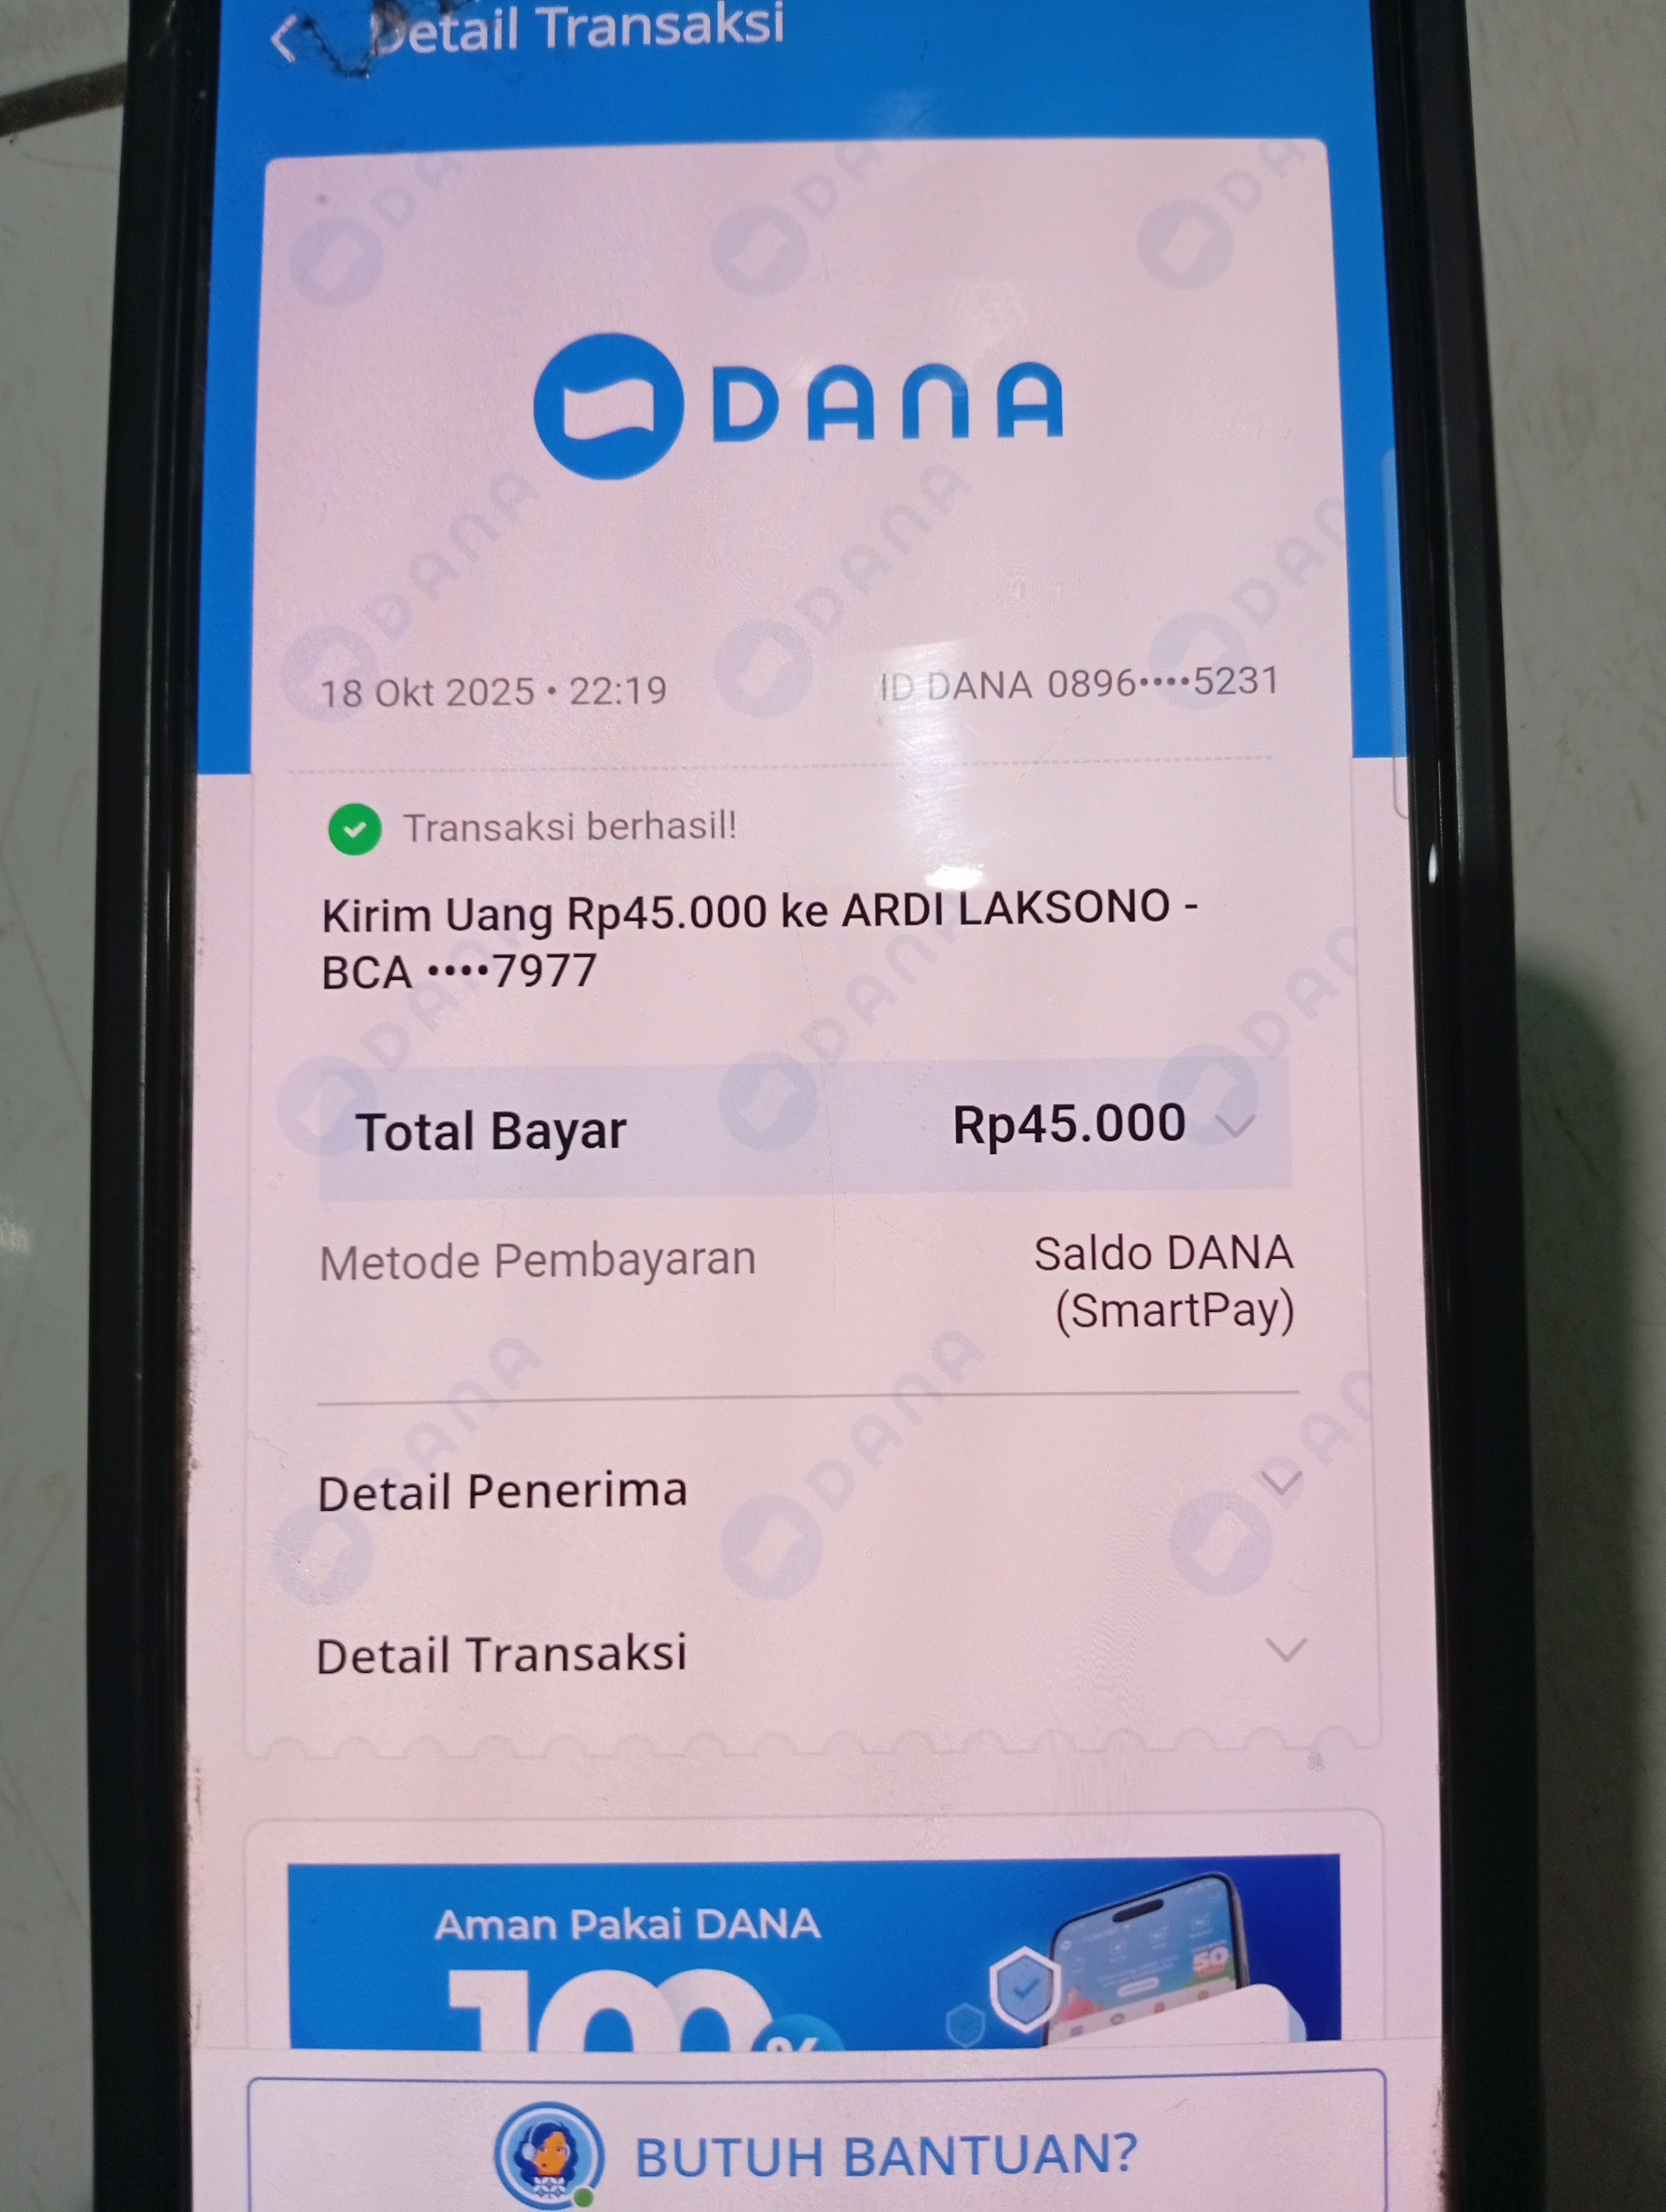 Detail Transaksi
DANA
18 Okt 2025 • 22:19
ID DANA 0896••••5231
Transaksi berhasil!
Kirim Uang Rp45.000 ke ARDI LAKSONO -
BCA ••••7977
Total Bayar
Rp45.000
Metode Pembayaran
Saldo DANA
(SmartPay)
Detail Penerima
Detail Transaksi
Aman Pakai DANA
100%
50
BUTUH BANTUAN?